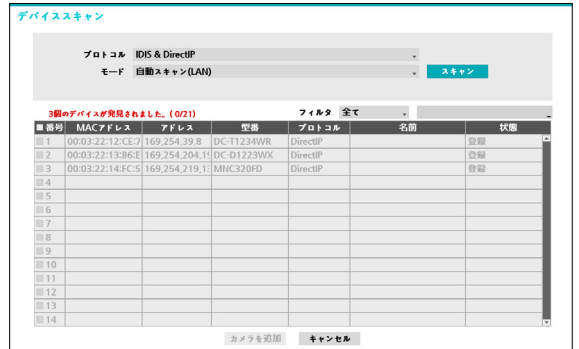 デバイススキャン
プロトコル IDIS & DirectIP
モード 自動スキャン(LAN) スキャン
3個のデバイスが発見されました。( 0/21) フィルタ 全て
番号 MACアドレス アドレス 型番 プロトコル 名前 状態
1 00:03:22:12:CE:7 169,254,39,8 DC-T1234WR DirectIP 登録
2 00:03:22:13:B6:E 169,254,204,19 DC-D1223WX DirectIP 登録
3 00:03:22:14:FC:5 169,254,219,13 MNC320FD DirectIP 登録
4
5
6
7
8
9
10
11
12
13
14
カメラを追加 キャンセル